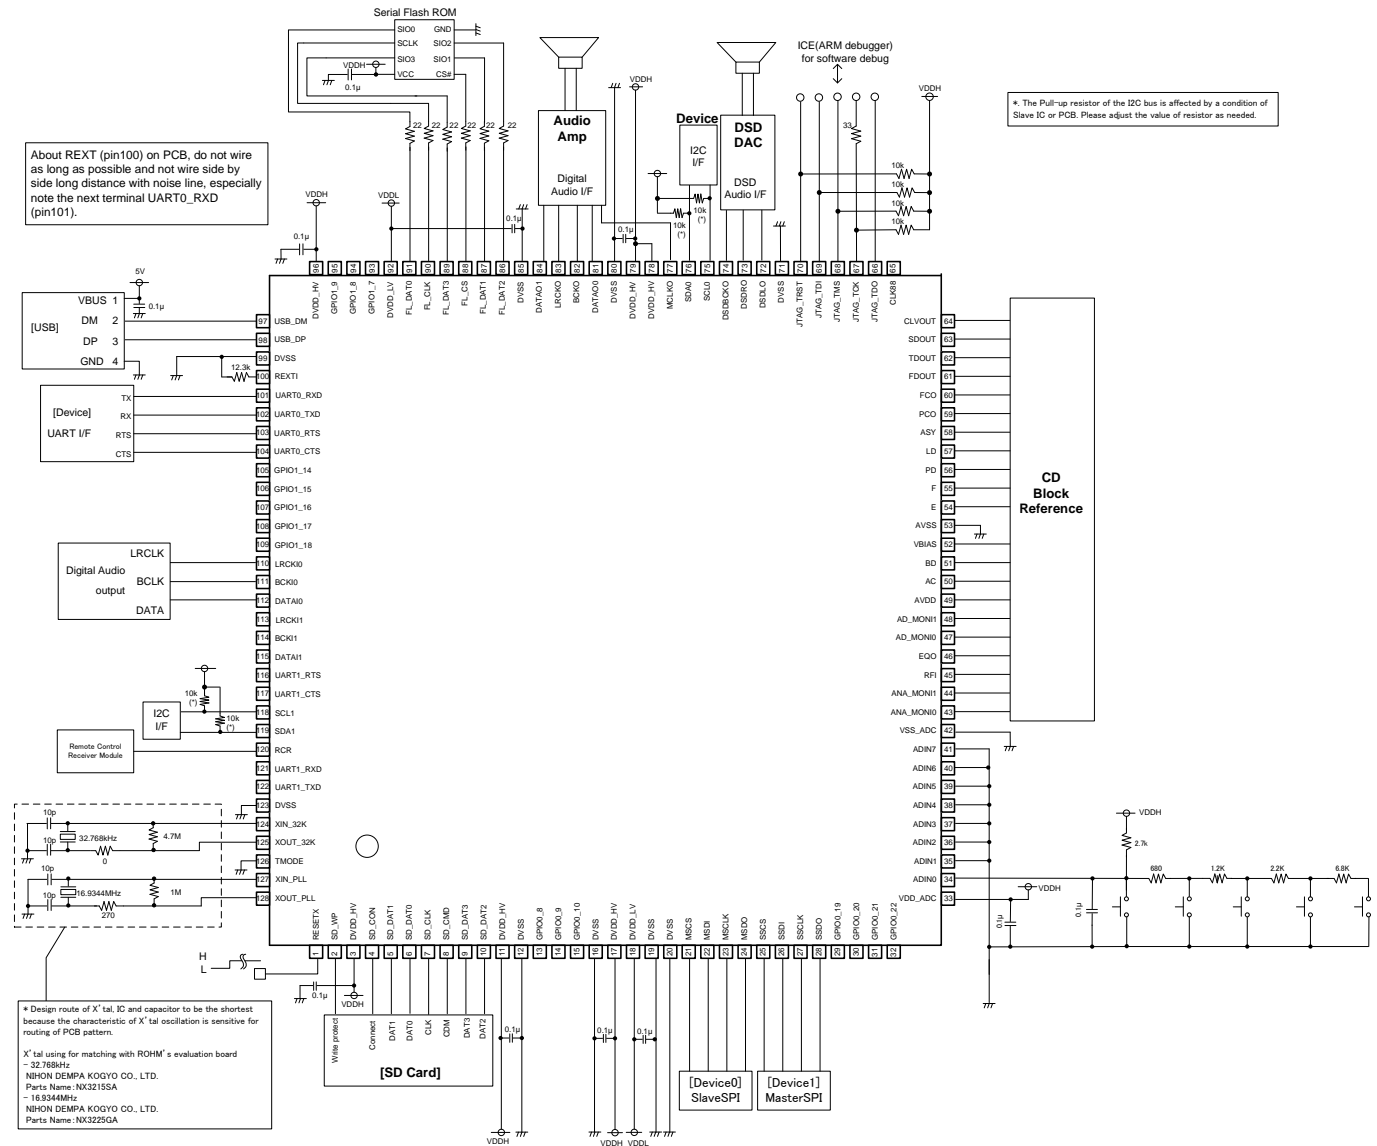 Serial Flash ROM
SIO0 GND
SCLK SIO2
SIO3 SIO1
VCC CS#
VDDH
0.1μ
22 22 22 22 22 22
Audio
Amp
Digital
Audio I/F
VDDH
Device
I2C
I/F
10k
(*)
10k
(*)
DSD
DAC
DSD
Audio I/F
ICE(ARM debugger)
for software debug
33
VDDH
10k
10k
10k
10k
*. The Pull-up resistor of the I2C bus is affected by a condition of
Slave IC or PCB. Please adjust the value of resistor as needed.
About REXT (pin100) on PCB, do not wire
as long as possible and not wire side by
side long distance with noise line, especially
note the next terminal UART0_RXD
(pin101).
VDDH
0.1μ
VDDL
0.1μ
0.1μ
96 DVDD_HV
95 GPIO1_9
94 GPIO1_8
93 GPIO1_7
92 DVDD_LV
91 FL_DAT0
90 FL_CLK
89 FL_DAT3
88 FL_CS
87 FL_DAT1
86 FL_DAT2
85 DVSS
84 DATAO1
83 LRCKO
82 BCKO
81 DATAO0
80 DVSS
79 DVDD_HV
78 DVDD_HV
77 MCLKO
76 SDA0
75 SCL0
74 DSDBCKO
73 DSDRO
72 DSDLO
71 DVSS
70 JTAG_TRST
69 JTAG_TDI
68 JTAG_TMS
67 JTAG_TCK
66 JTAG_TDO
65 CLK88
5V
0.1μ
[USB]
VBUS 1
DM 2
DP 3
GND 4
12.3k
[Device]
UART I/F
TX
RX
RTS
CTS
97 USB_DM
98 USB_DP
99 DVSS
100 REXTI
101 UART0_RXD
102 UART0_TXD
103 UART0_RTS
104 UART0_CTS
105 GPIO1_14
106 GPIO1_15
107 GPIO1_16
108 GPIO1_17
109 GPIO1_18
110 LRCKI0
111 BCKI0
112 DATAI0
113 LRCKI1
114 BCKI1
115 DATAI1
116 UART1_RTS
117 UART1_CTS
118 SCL1
119 SDA1
120 RCR
121 UART1_RXD
122 UART1_TXD
123 DVSS
124 XIN_32K
125 XOUT_32K
126 TMODE
127 XIN_PLL
128 XOUT_PLL
Digital Audio
output
LRCLK
BCLK
DATA
I2C
I/F
10k
(*)
10k
(*)
Remote Control
Receiver Module
10p
10p
32.768kHz
0
4.7M
10p
10p
16.9344MHz
270
1M
CLVOUT 64
SDOUT 63
TDOUT 62
FDOUT 61
FCO 60
PCO 59
ASY 58
LD 57
PD 56
F 55
E 54
AVSS 53
VBIAS 52
BD 51
AC 50
AVDD 49
AD_MONI1 48
AD_MONI0 47
EQO 46
RFI 45
ANA_MONI1 44
ANA_MONI0 43
VSS_ADC 42
ADIN7 41
ADIN6 40
ADIN5 39
ADIN4 38
ADIN3 37
ADIN2 36
ADIN1 35
ADIN0 34
VDD_ADC 33
CD
Block
Reference
VDDH
2.7k
680 1.2K 2.2K 6.8K
VDDH
0.1μ
0.1μ
1 RESETX
2 SD_WP
3 DVDD_HV
4 SD_CON
5 SD_DAT1
6 SD_DAT0
7 SD_CLK
8 SD_CMD
9 SD_DAT3
10 SD_DAT2
11 DVDD_HV
12 DVSS
13 GPIO0_8
14 GPIO0_9
15 GPIO0_10
16 DVSS
17 DVDD_HV
18 DVDD_LV
19 DVSS
20 DVSS
21 MSCS
22 MSDI
23 MSCLK
24 MSDO
25 SSCS
26 SSDI
27 SSCLK
28 SSDO
29 GPIO0_19
30 GPIO0_20
31 GPIO0_21
32 GPIO0_22
H
L
0.1μ
VDDH
Write protect
Connect
DAT1
DAT0
CLK
CDM
DAT3
DAT2
[SD Card]
0.1μ
VDDH
0.1μ
0.1μ
VDDH VDDL
[Device0]
SlaveSPI
[Device1]
MasterSPI
* Design route of X' tal, IC and capacitor to be the shortest
because the characteristic of X' tal oscillation is sensitive for
routing of PCB pattern.
X' tal using for matching with ROHM' s evaluation board
- 32.768kHz
NIHON DEMPA KOGYO CO., LTD.
Parts Name:NX3215SA
- 16.9344MHz
NIHON DEMPA KOGYO CO., LTD.
Parts Name:NX3225GA